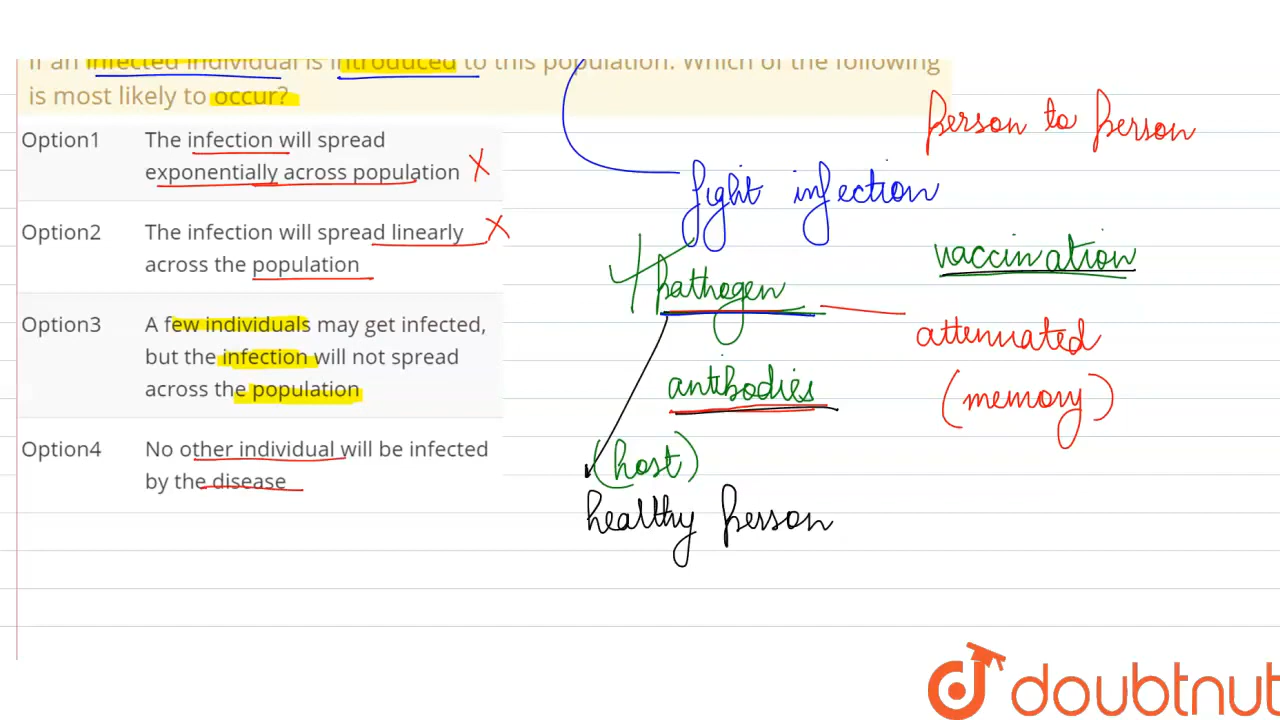 If an infected individual is introduced to this population. Which of the following
is most likely to occur?
Option1 The infection will spread
exponentially across population X
Option2 The infection will spread linearly X
across the population
Option3 A few individuals may get infected,
but the infection will not spread
across the population
Option4 No other individual will be infected
by the disease
person to person
fight infection
vaccination
pathogen
attenuated
antibodies
(memory)
(host)
healthy person
doubtnut